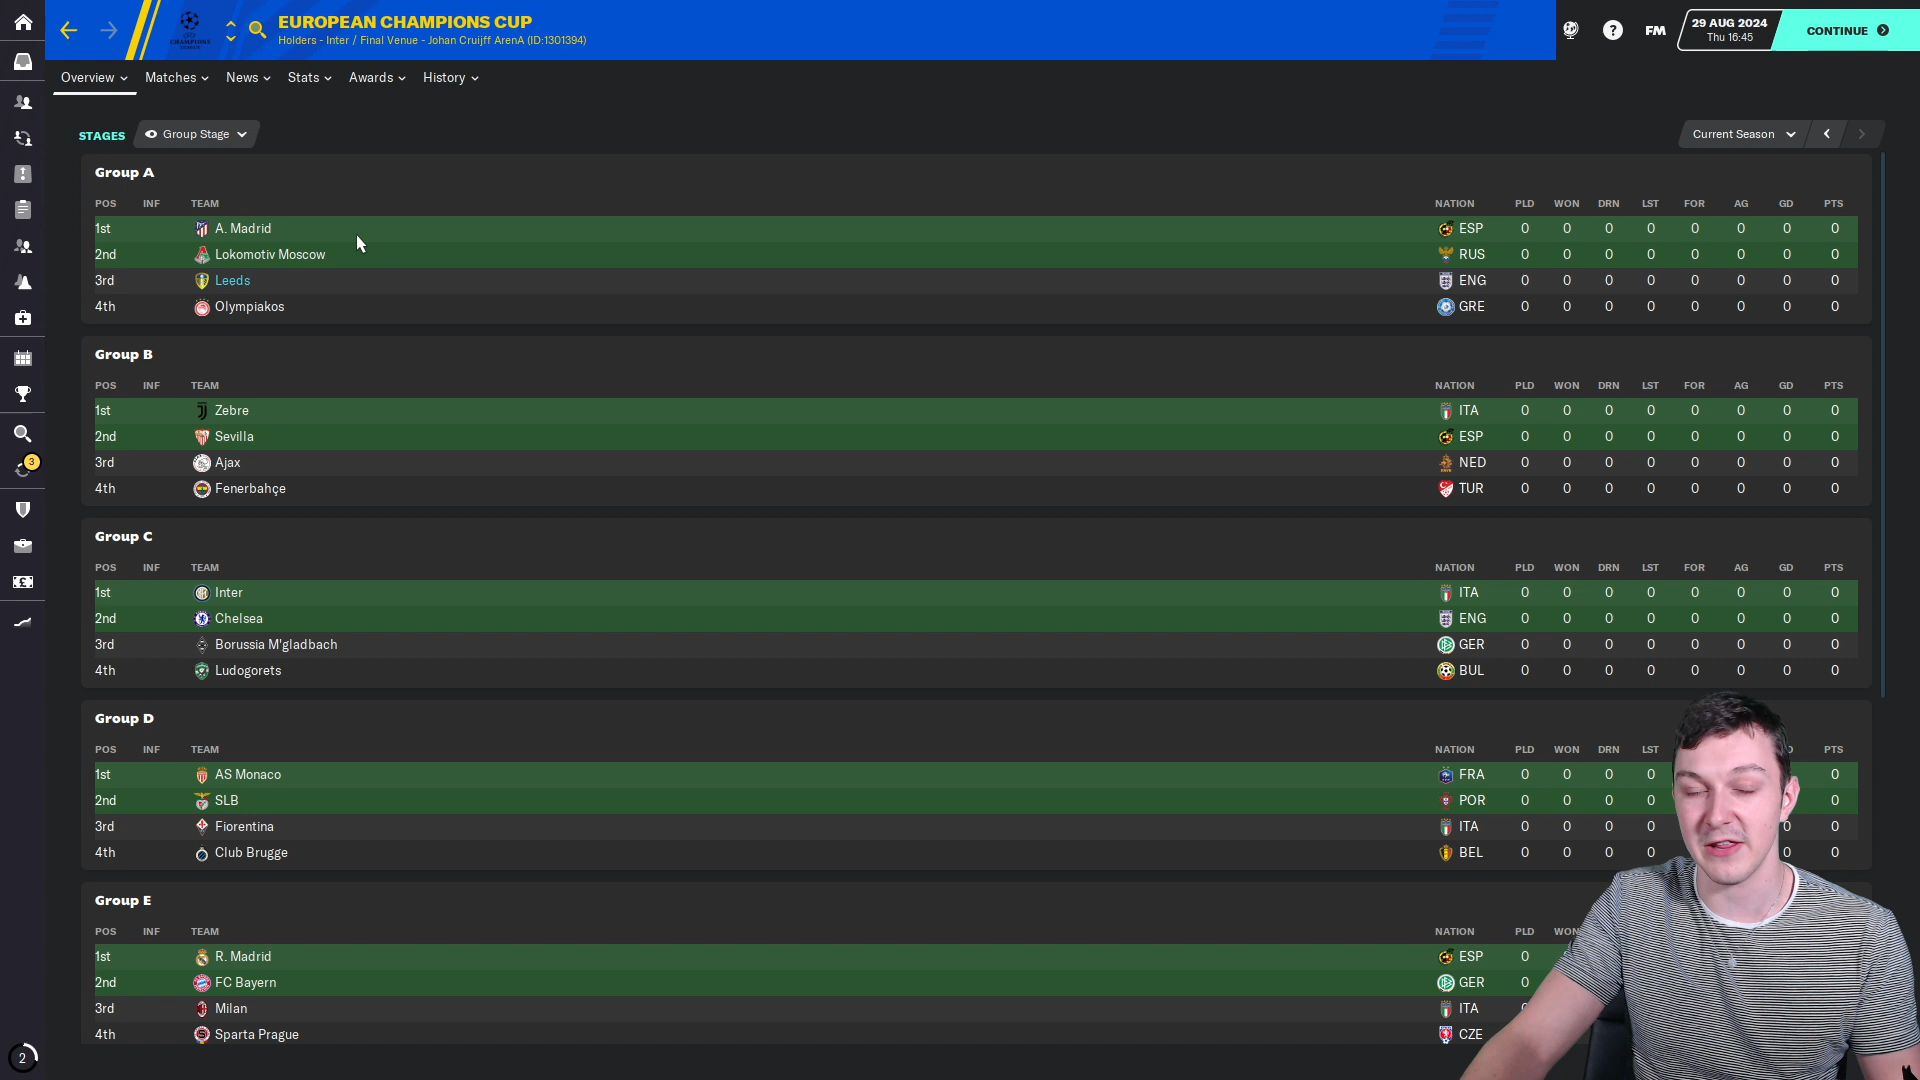 EUROPEAN CHAMPIONS CUP
Holders - Inter / Final Venue - Johan Cruijff ArenA (ID:1301394)
CHAMPIONS
FM
29 AUG 2024
Thu 16:45
CONTINUE
Overview Matches News Stats Awards History
STAGES Group Stage Current Season
Group A
POS INF TEAM NATION PLD WON DRN LST FOR AG GD PTS
1st A. Madrid ESP 0 0 0 0 0 0 0 0
2nd Lokomotiv Moscow RUS 0 0 0 0 0 0 0 0
3rd Leeds ENG 0 0 0 0 0 0 0 0
4th Olympiakos GRE 0 0 0 0 0 0 0 0
Group B
POS INF TEAM NATION PLD WON DRN LST FOR AG GD PTS
1st Zebre ITA 0 0 0 0 0 0 0 0
2nd Sevilla ESP 0 0 0 0 0 0 0 0
3rd Ajax NED 0 0 0 0 0 0 0 0
4th Fenerbahçe TUR 0 0 0 0 0 0 0 0
Group C
POS INF TEAM NATION PLD WON DRN LST FOR AG GD PTS
1st Inter ITA 0 0 0 0 0 0 0 0
2nd Chelsea ENG 0 0 0 0 0 0 0 0
3rd Borussia M'gladbach GER 0 0 0 0 0 0 0 0
4th Ludogorets BUL 0 0 0 0 0 0 0 0
Group D
POS INF TEAM NATION PLD WON DRN LST PTS
1st AS Monaco FRA 0 0 0 0 0
2nd SLB POR 0 0 0 0 0
3rd Fiorentina ITA 0 0 0 0 0 0
4th Club Brugge BEL 0 0 0 0 0 0
Group E
POS INF TEAM NATION PLD WON
1st R. Madrid ESP 0
2nd FC Bayern GER 0
3rd Milan ITA
4th Sparta Prague CZE
3
2